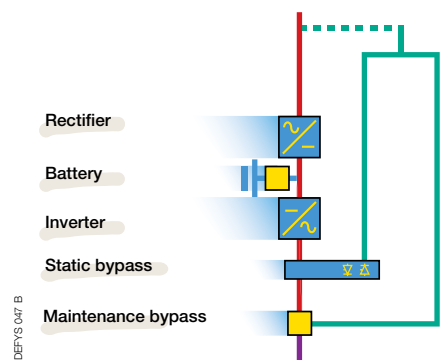 Rectifier
Battery
Inverter
Static bypass
Maintenance bypass
DEFYS 047 B